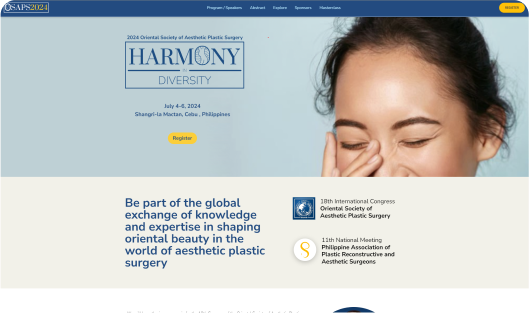 OSAPS2024
Program / Speakers Abstract Explore Sponsors Masterclass
REGISTER
2024 Oriental Society of Aesthetic Plastic Surgery
HARMONY
IN
DIVERSITY
July 4-6, 2024
Shangri-la Mactan, Cebu , Philippines
Register
Be part of the global
exchange of knowledge
and expertise in shaping
oriental beauty in the
world of aesthetic plastic
surgery
18th International Congress
Oriental Society of
Aesthetic Plastic Surgery
11th National Meeting
Philippine Association of
Plastic Reconstructive and
Aesthetic Surgeons